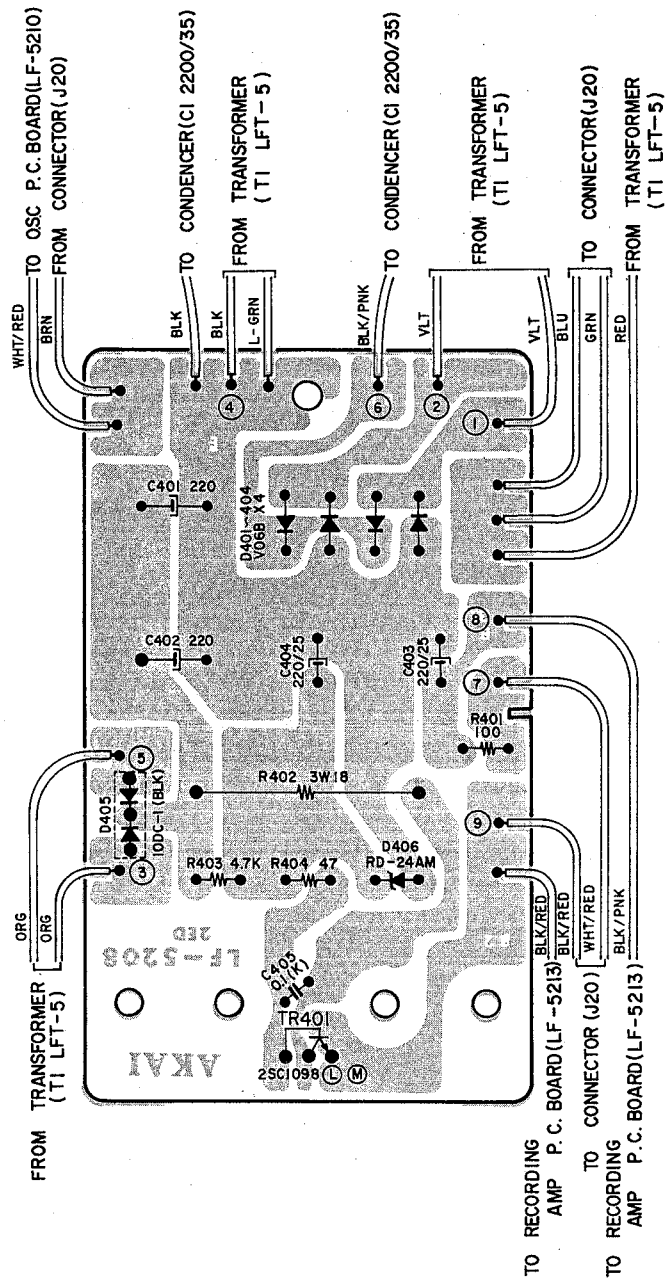 TO OSC P.C. BOARD(LF-5210)
FROM CONNECTOR(J20)
TO CONDENCER(C1 2200/35)
FROM TRANSFORMER
(T1 LFT-5)
TO CONDENCER(C1 2200/35)
FROM TRANSFORMER
(T1 LFT-5)
TO CONNECTOR(J20)
FROM TRANSFORMER
(T1 LFT-5)
WHT/RED
BRN
BLK
BLK
L-GRN
BLK/PNK
VLT
VLT
BLU
GRN
RED
4
6
2
1
C401 220
D401~404
V06B X4
C402 220
C404
220/25
C403
220/25
8
7
R401
100
5
D405
10DC-1 (BLK)
3
R402 3W 18
9
R403 4.7K
R404 47
D406
RD-24AM
ORG
ORG
LF-5208
2ED
C405
0.1(K)
TR401
2SC1098 L M
AKAI
BLK/RED
BLK/RED
WHT/RED
BLK/PNK
FROM TRANSFORMER
(T1 LFT-5)
TO RECORDING
AMP P.C. BOARD(LF-5213)
TO CONNECTOR (J20)
TO RECORDING
AMP P.C. BOARD(LF-5213)